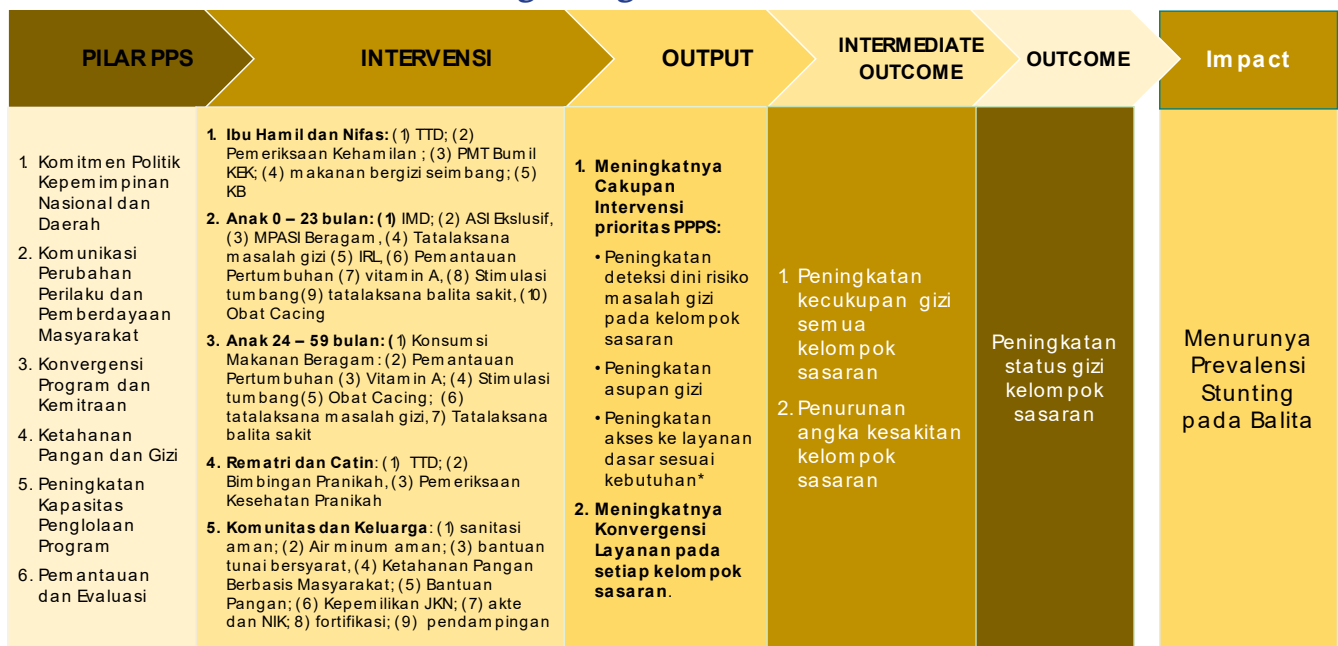 PILAR PPS
INTERVENSI
OUTPUT
INTERMEDIATE
OUTCOME
OUTCOME
Impact
1. Komitmen Politik
Kepemimpinan
Nasional dan
Daerah
2. Komunikasi
Perubahan
Perilaku dan
Pemberdayaan
Masyarakat
3. Konvergensi
Program dan
Kemitraan
4. Ketahanan
Pangan dan Gizi
5. Peningkatan
Kapasitas
Penglolaan
Program
6. Pemantauan
dan Evaluasi
1. Ibu Hamil dan Nifas: (1) TTD; (2)
Pemeriksaan Kehamilan ; (3) PMT Bumil
KEK; (4) makanan bergizi seimbang; (5)
KB
2. Anak 0 – 23 bulan: (1) IMD; (2) ASI Ekslusif,
(3) MPASI Beragam, (4) Tatalaksana
masalah gizi (5) IRL, (6) Pemantauan
Pertumbuhan (7) vitamin A, (8) Stimulasi
tumbang (9) tatalaksana balita sakit, (10)
Obat Cacing
3. Anak 24 – 59 bulan: (1) Konsumsi
Makanan Beragam: (2) Pemantauan
Pertumbuhan (3) Vitamin A; (4) Stimulasi
tumbang (5) Obat Cacing; (6)
tatalaksana masalah gizi, 7) Tatalaksana
balita sakit
4. Rematri dan Catin: (1) TTD; (2)
Bimbingan Pranikah, (3) Pemeriksaan
Kesehatan Pranikah
5. Komunitas dan Keluarga: (1) sanitasi
aman; (2) Air minum aman; (3) bantuan
tunai bersyarat, (4) Ketahanan Pangan
Berbasis Masyarakat; (5) Bantuan
Pangan; (6) Kepemilikan JKN; (7) akte
dan NIK; 8) fortifikasi; (9) pendampingan
1. Meningkatnya
Cakupan
Intervensi
prioritas PPPS:
• Peningkatan
deteksi dini risiko
masalah gizi
pada kelompok
sasaran
• Peningkatan
asupan gizi
• Peningkatan
akses ke layanan
dasar sesuai
kebutuhan*
2. Meningkatnya
Konvergensi
Layanan pada
setiap kelompok
sasaran.
1. Peningkatan
kecukupan gizi
semua
kelompok
sasaran
2. Penurunan
angka kesakitan
kelompok
sasaran
Peningkatan
status gizi
kelompok
sasaran
Menurunya
Prevalensi
Stunting
pada Balita